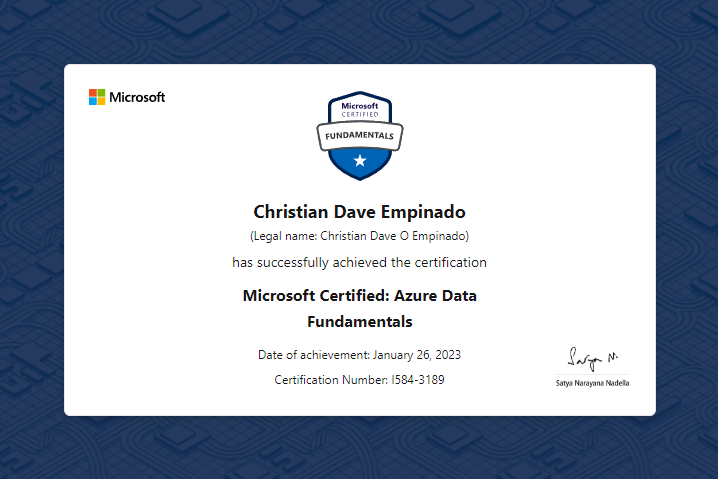 Microsoft
Microsoft
CERTIFIED
FUNDAMENTALS
Christian Dave Empinado
(Legal name: Christian Dave O Empinado)
has successfully achieved the certification
Microsoft Certified: Azure Data
Fundamentals
Date of achievement: January 26, 2023
Certification Number: I584-3189
Satya N.
Satya Narayana Nadella